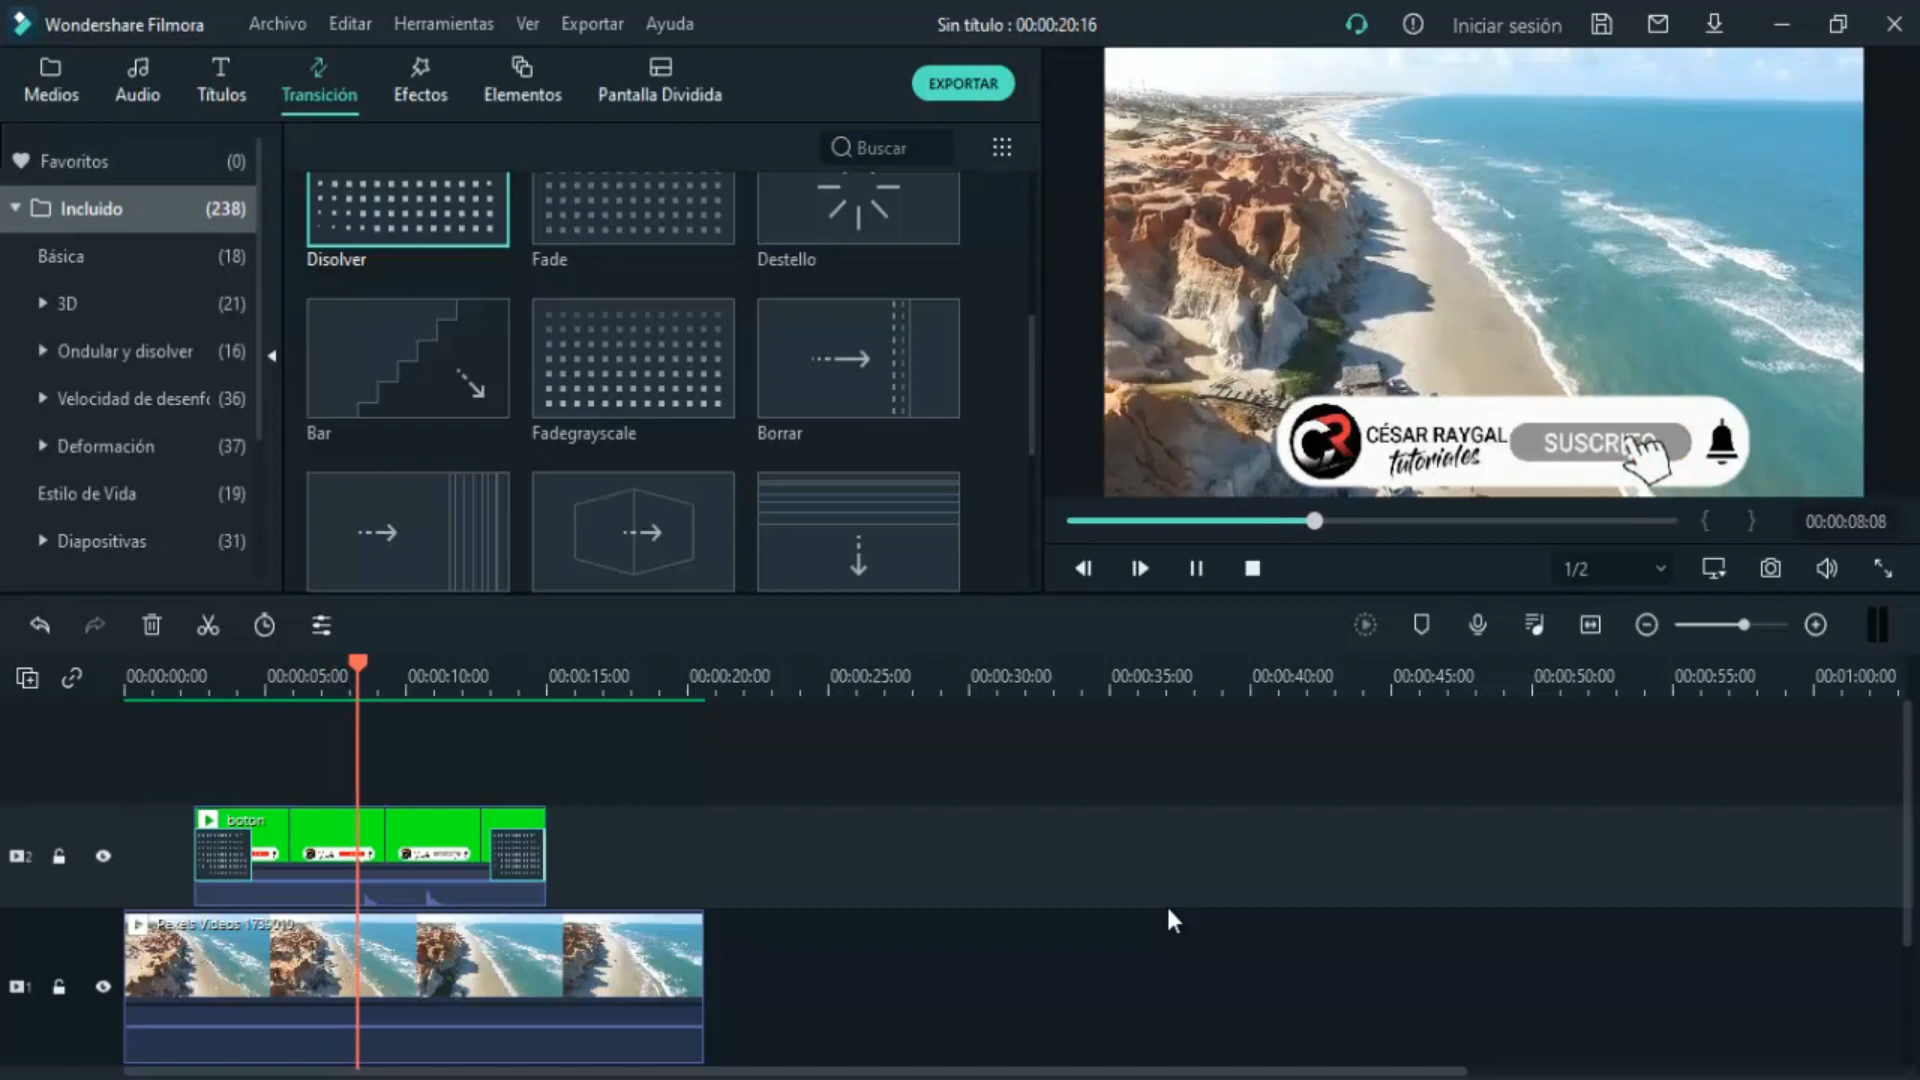 Wondershare Filmora
Archivo Editar Herramientas Ver Exportar Ayuda
Sin título : 00:00:20:16
Iniciar sesión
Medios Audio Títulos Transición Efectos Elementos Pantalla Dividida
EXPORTAR
Buscar
Favoritos (0)
Incluido (238)
Básica (18)
3D (21)
Ondular y disolver (16)
Velocidad de desenfo (36)
Deformación (37)
Estilo de Vida (19)
Diapositivas (31)
Disolver Fade Destello
Bar Fadegrayscale Borrar
CÉSAR RAYGAL
tutoriales
SUSCRITO
00:00:08:08
1/2
00:00:00:00 00:00:05:00 00:00:10:00 00:00:15:00 00:00:20:00 00:00:25:00 00:00:30:00 00:00:35:00 00:00:40:00 00:00:45:00 00:00:50:00 00:00:55:00 00:01:00:00
boton
2
Pexels Videos 1739010
1